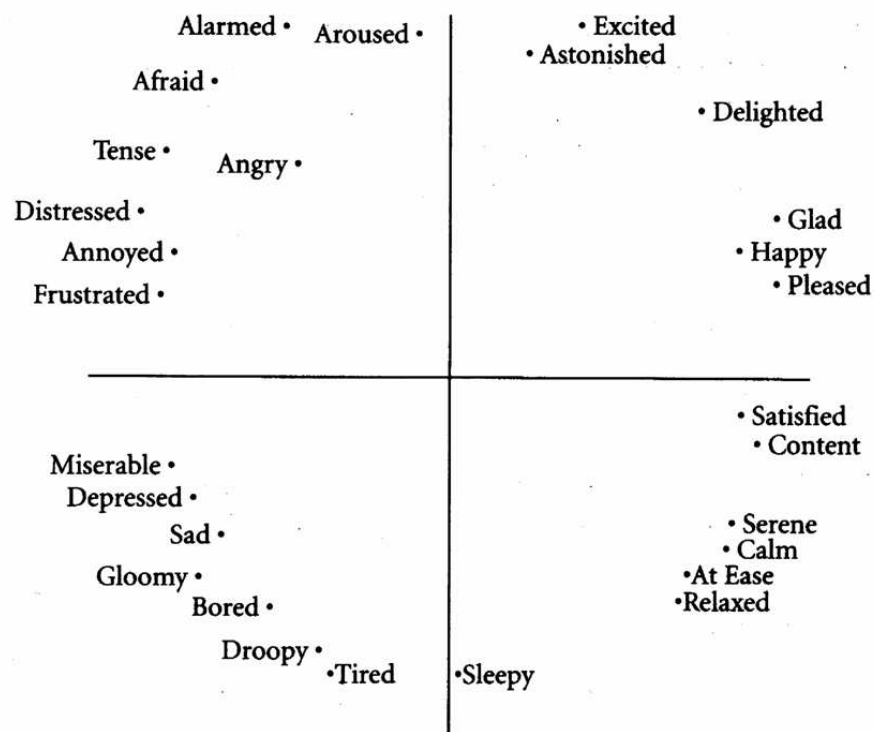 Alarmed
Aroused
Excited
Astonished
Afraid
Delighted
Tense
Angry
Distressed
Glad
Annoyed
Happy
Frustrated
Pleased
Satisfied
Content
Miserable
Depressed
Serene
Sad
Calm
Gloomy
At Ease
Bored
Relaxed
Droopy
Tired
Sleepy